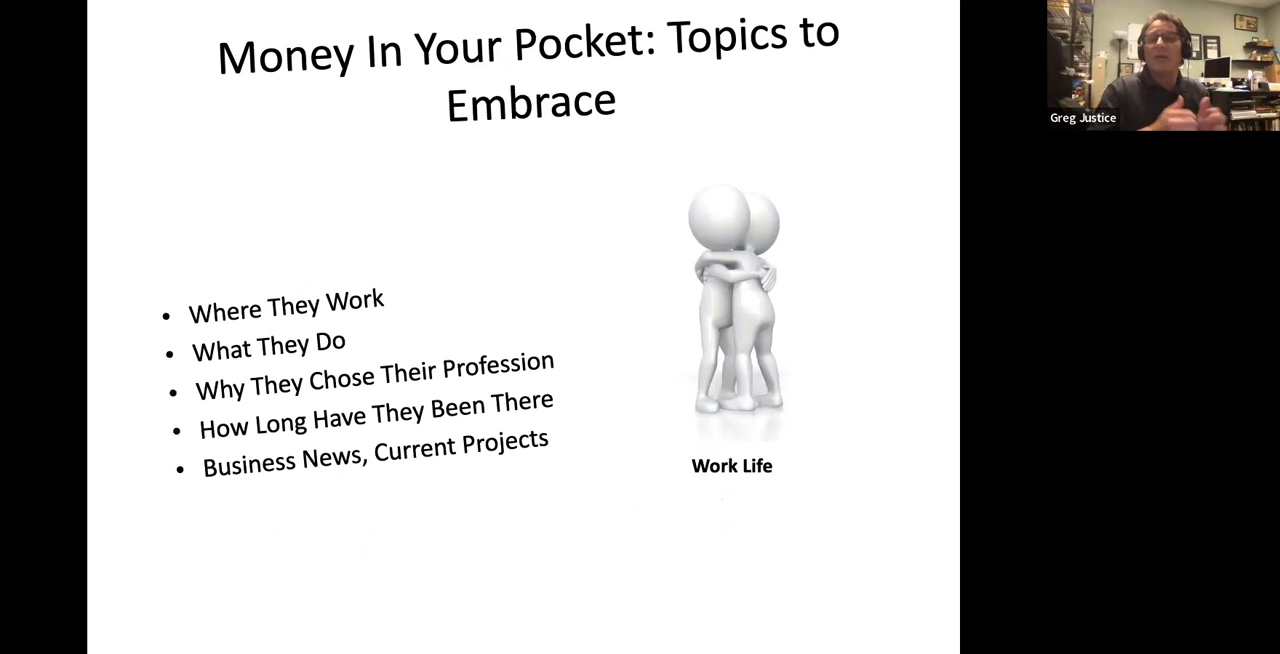 Money In Your Pocket: Topics to
Embrace
• Where They Work
• What They Do
• Why They Chose Their Profession
• How Long Have They Been There
• Business News, Current Projects
Work Life
Greg Justice